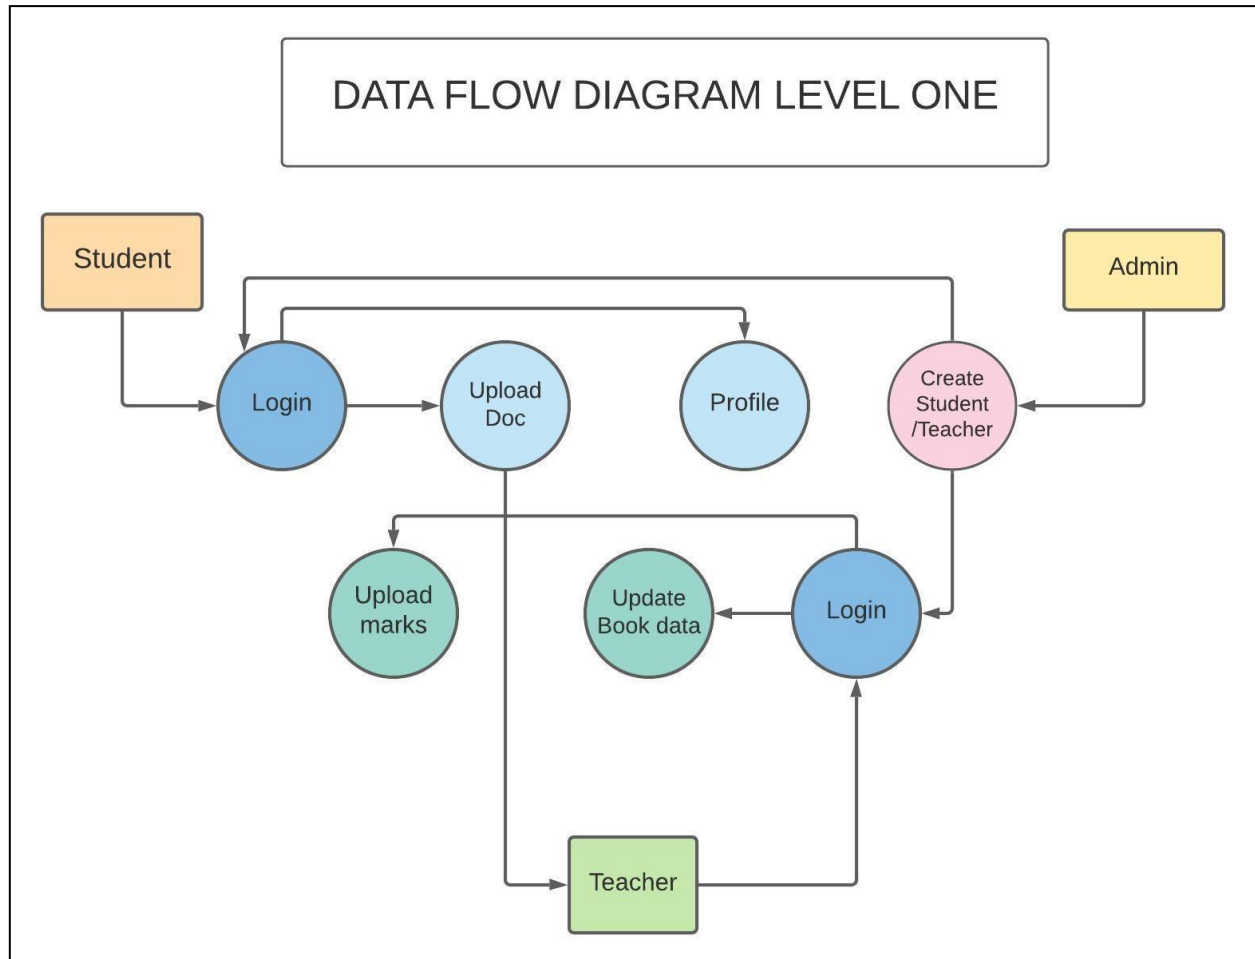 DATA FLOW DIAGRAM LEVEL ONE
Student
Admin
Login
Upload
Doc
Profile
Create
Student
/Teacher
Upload
marks
Update
Book data
Login
Teacher